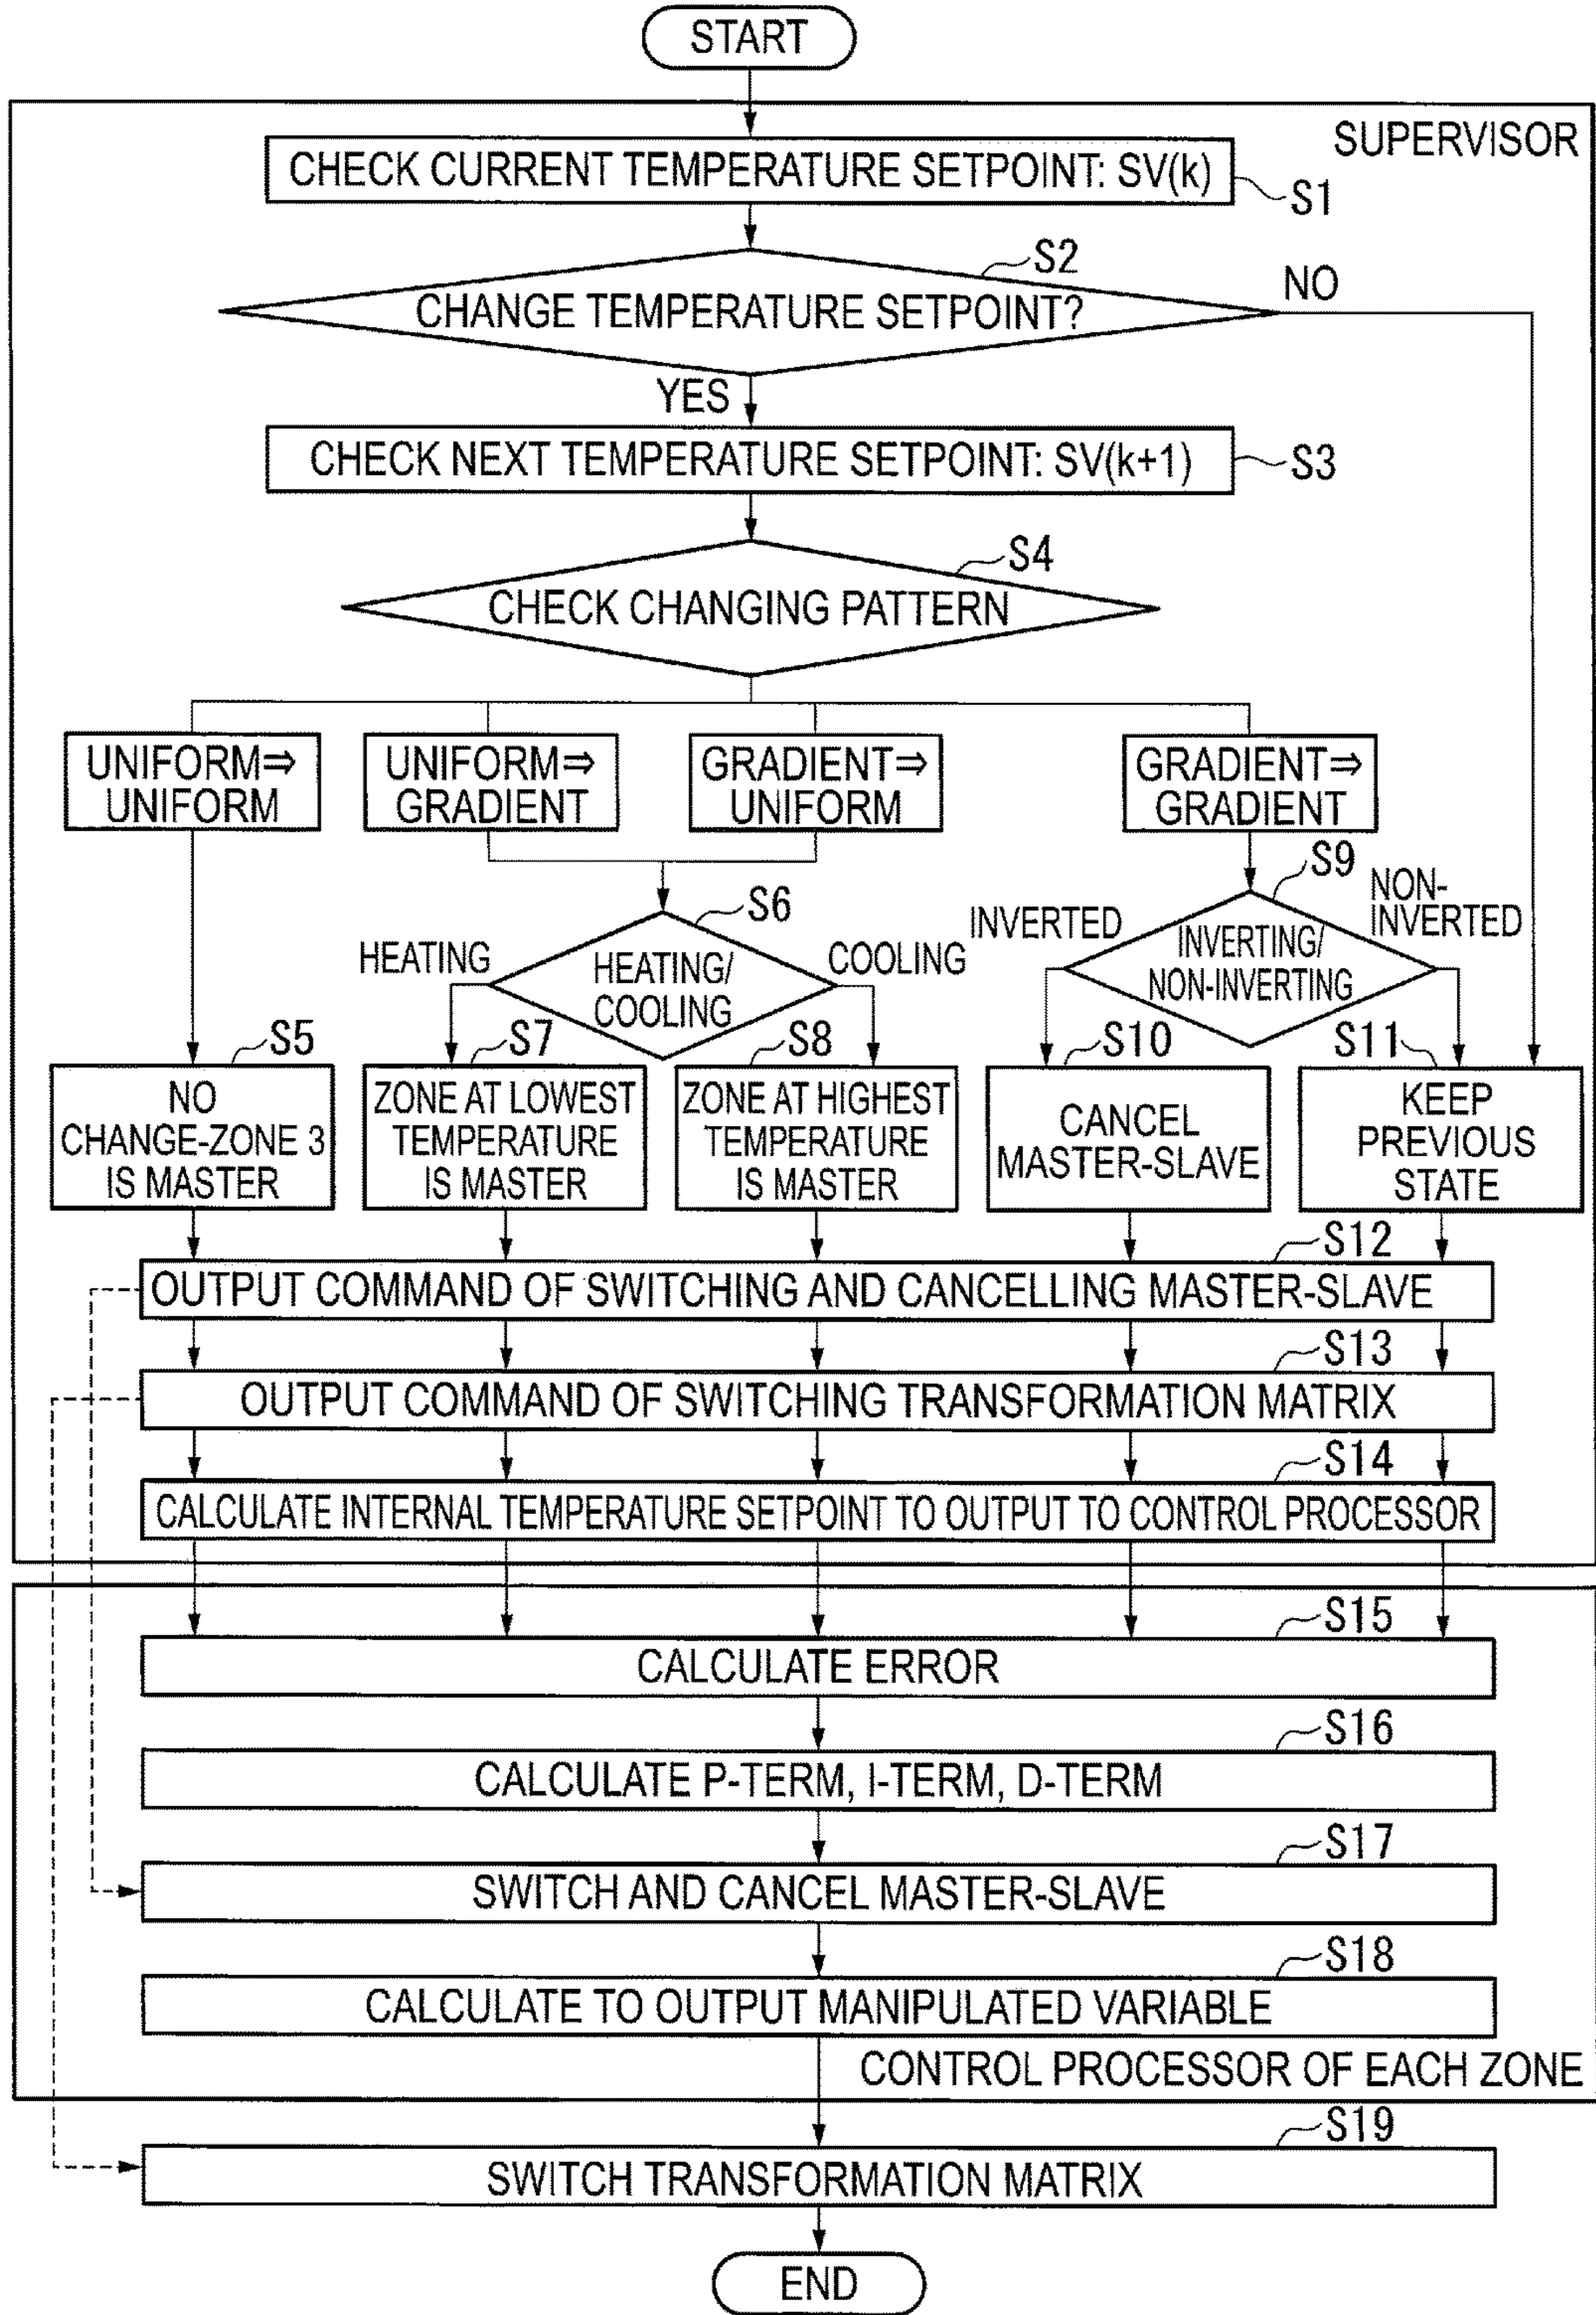 START
SUPERVISOR
CHECK CURRENT TEMPERATURE SETPOINT: SV(k)
S1
S2
CHANGE TEMPERATURE SETPOINT?
NO
YES
CHECK NEXT TEMPERATURE SETPOINT: SV(k+1)
S3
S4
CHECK CHANGING PATTERN
UNIFORM⇒
UNIFORM
UNIFORM⇒
GRADIENT
GRADIENT⇒
UNIFORM
GRADIENT⇒
GRADIENT
S6
HEATING
HEATING/
COOLING
COOLING
S9
INVERTED
INVERTING/
NON-INVERTING
NON-
INVERTED
S5
NO
CHANGE-ZONE 3
IS MASTER
S7
ZONE AT LOWEST
TEMPERATURE
IS MASTER
S8
ZONE AT HIGHEST
TEMPERATURE
IS MASTER
S10
CANCEL
MASTER-SLAVE
S11
KEEP
PREVIOUS
STATE
S12
OUTPUT COMMAND OF SWITCHING AND CANCELLING MASTER-SLAVE
S13
OUTPUT COMMAND OF SWITCHING TRANSFORMATION MATRIX
S14
CALCULATE INTERNAL TEMPERATURE SETPOINT TO OUTPUT TO CONTROL PROCESSOR
S15
CALCULATE ERROR
S16
CALCULATE P-TERM, I-TERM, D-TERM
S17
SWITCH AND CANCEL MASTER-SLAVE
S18
CALCULATE TO OUTPUT MANIPULATED VARIABLE
CONTROL PROCESSOR OF EACH ZONE
S19
SWITCH TRANSFORMATION MATRIX
END